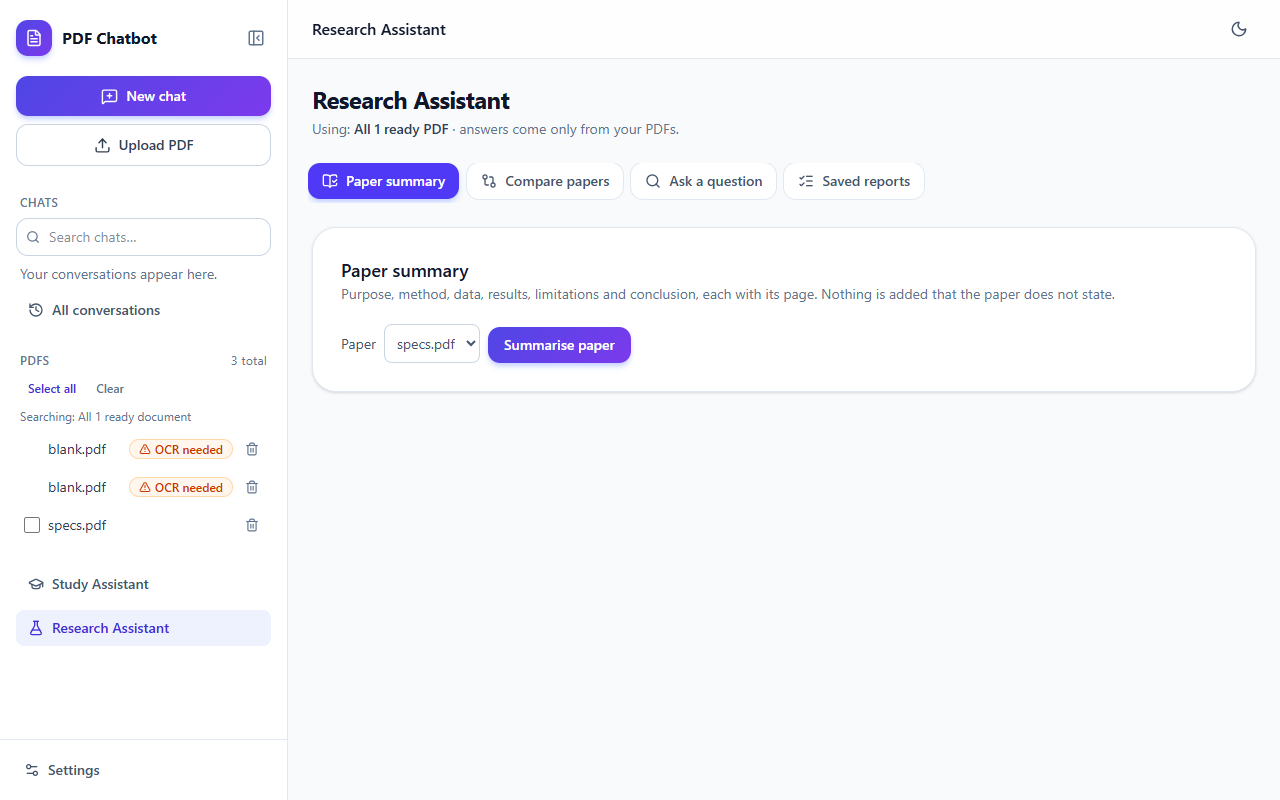 PDF Chatbot
New chat
Upload PDF
CHATS
Search chats...
Your conversations appear here.
All conversations
PDFS 3 total
Select all Clear
Searching: All 1 ready document
blank.pdf OCR needed
blank.pdf OCR needed
specs.pdf
Study Assistant
Research Assistant
Settings
Research Assistant
Research Assistant
Using: All 1 ready PDF · answers come only from your PDFs.
Paper summary Compare papers Ask a question Saved reports
Paper summary
Purpose, method, data, results, limitations and conclusion, each with its page. Nothing is added that the paper does not state.
Paper specs.pdf Summarise paper